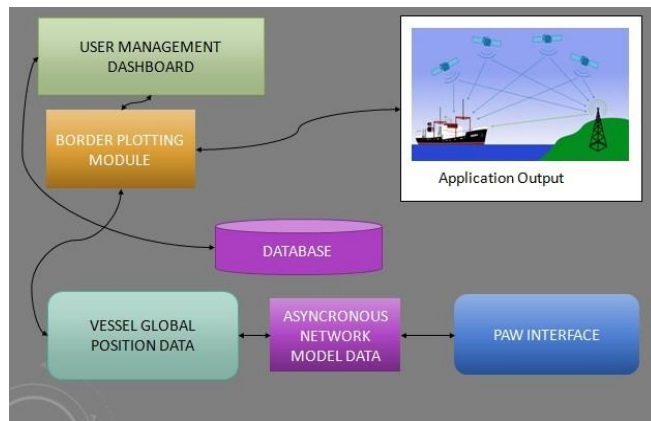 USER MANAGEMENT
DASHBOARD
BORDER PLOTTING
MODULE
Application Output
DATABASE
VESSEL GLOBAL
POSITION DATA
ASYNCRONOUS
NETWORK
MODEL DATA
PAW INTERFACE